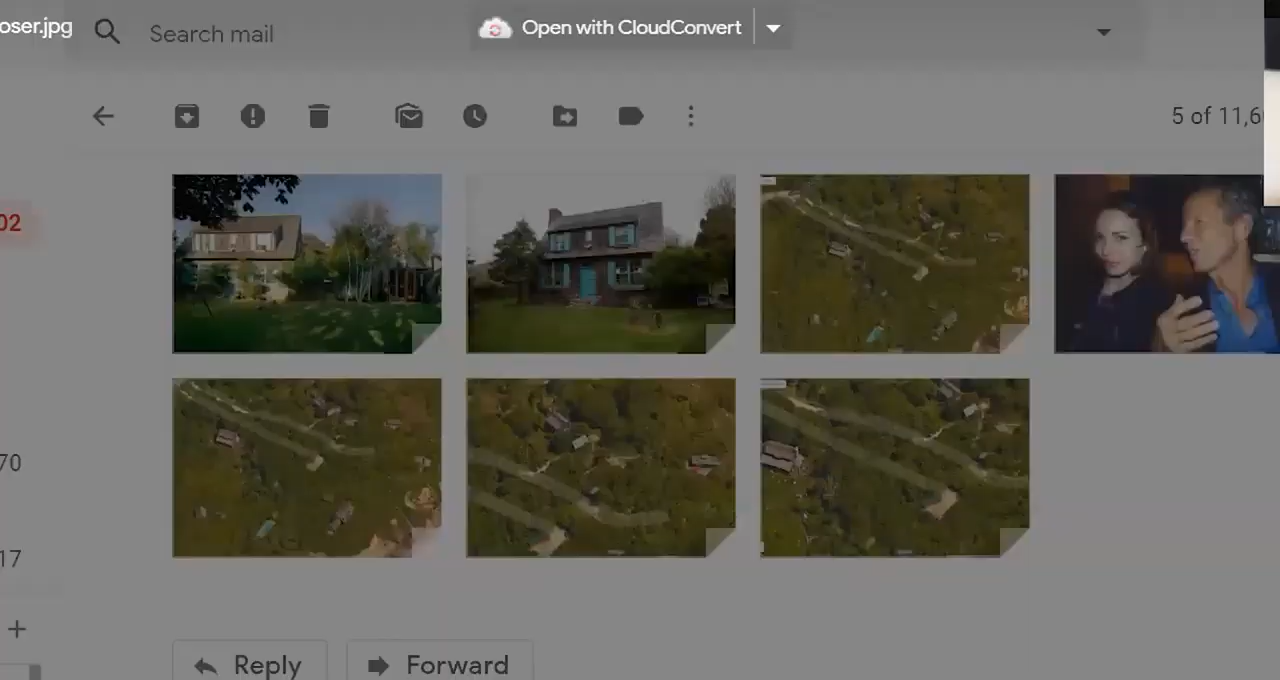 oser.jpg
Search mail
Open with CloudConvert
5 of 11,6
02
70
17
Reply
Forward